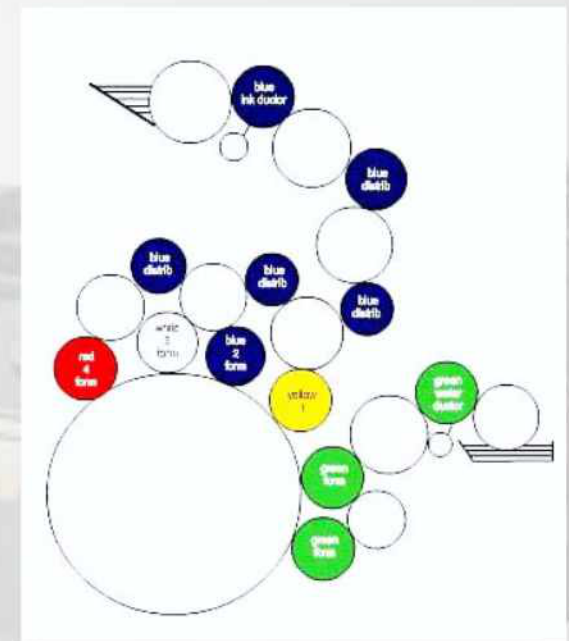 blue
ink ductor
blue
distrib
blue
distrib
blue
distrib
blue
distrib
white
3
form
blue
2
form
red
4
form
yellow
1
green
water
ductor
green
form
green
form